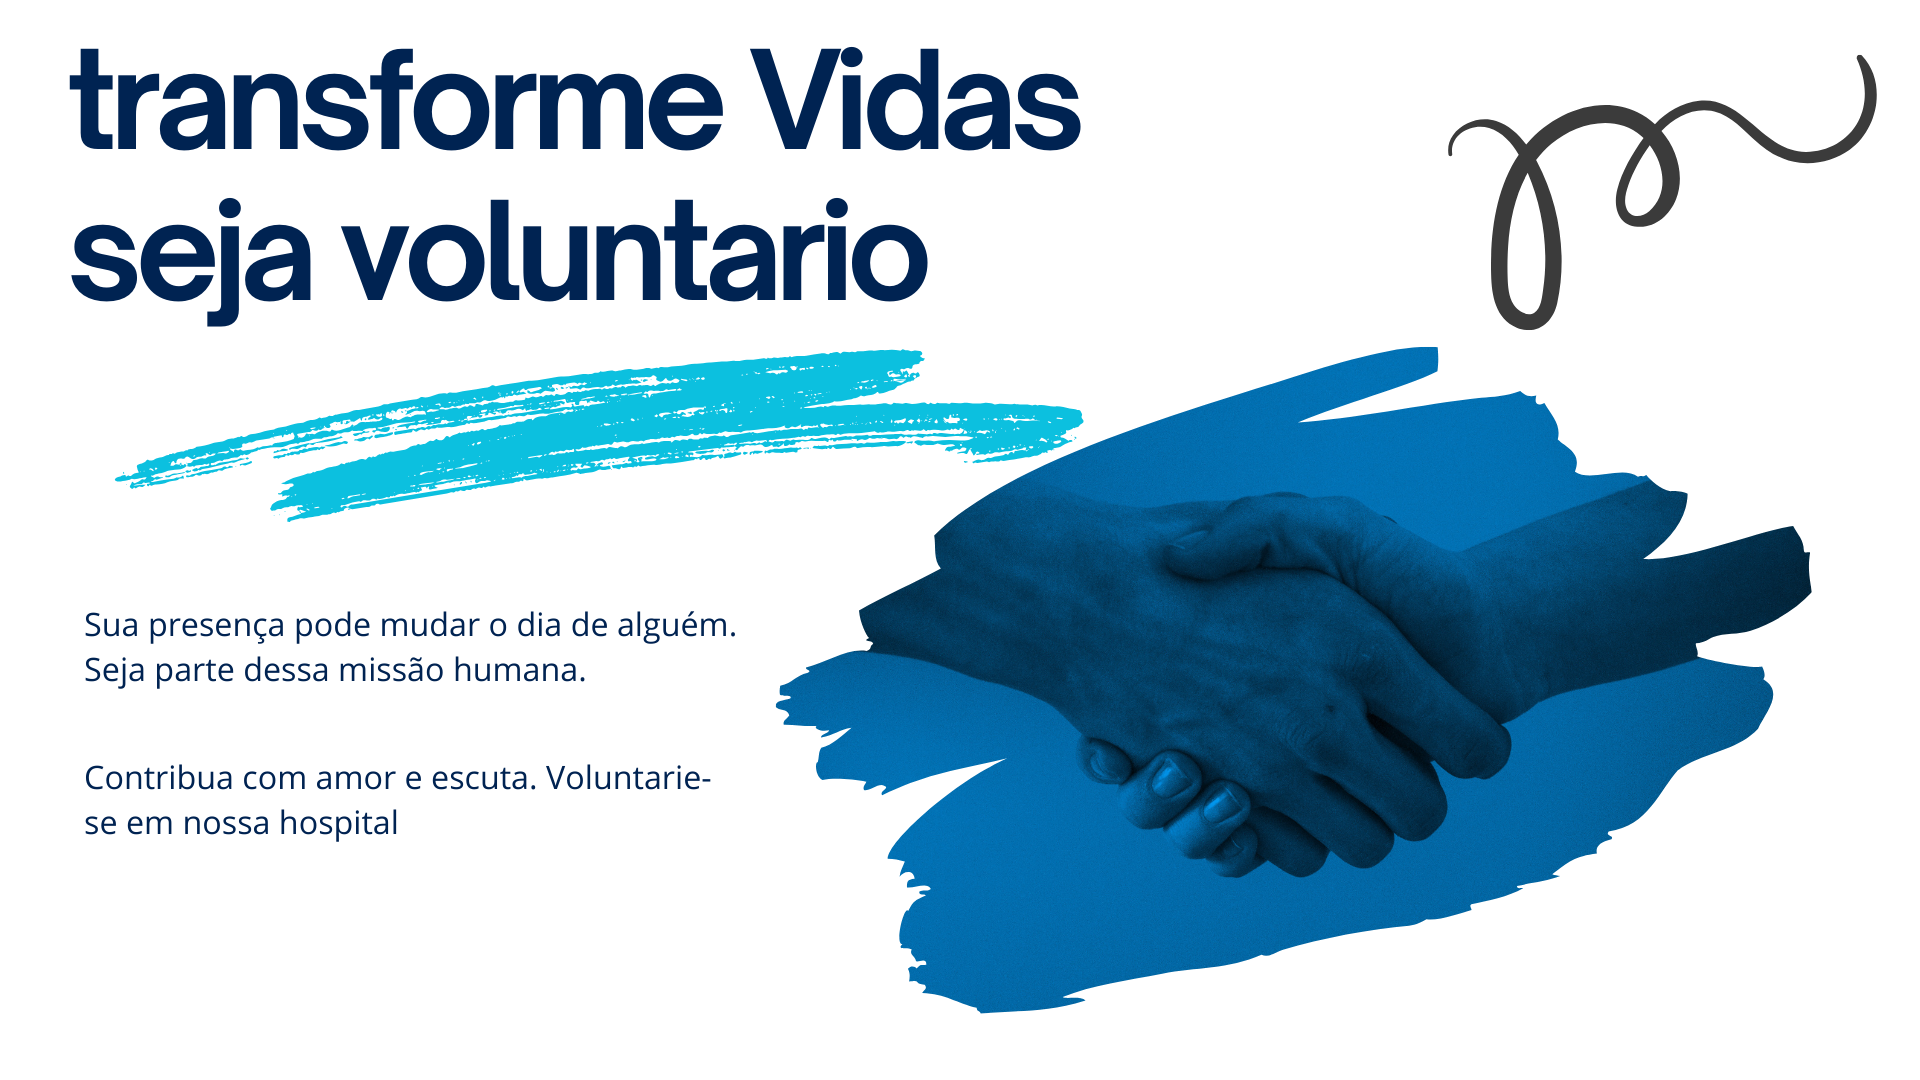 transforme Vidas
seja voluntario
Sua presença pode mudar o dia de alguém.
Seja parte dessa missão humana.
Contribua com amor e escuta. Voluntarie-
se em nossa hospital